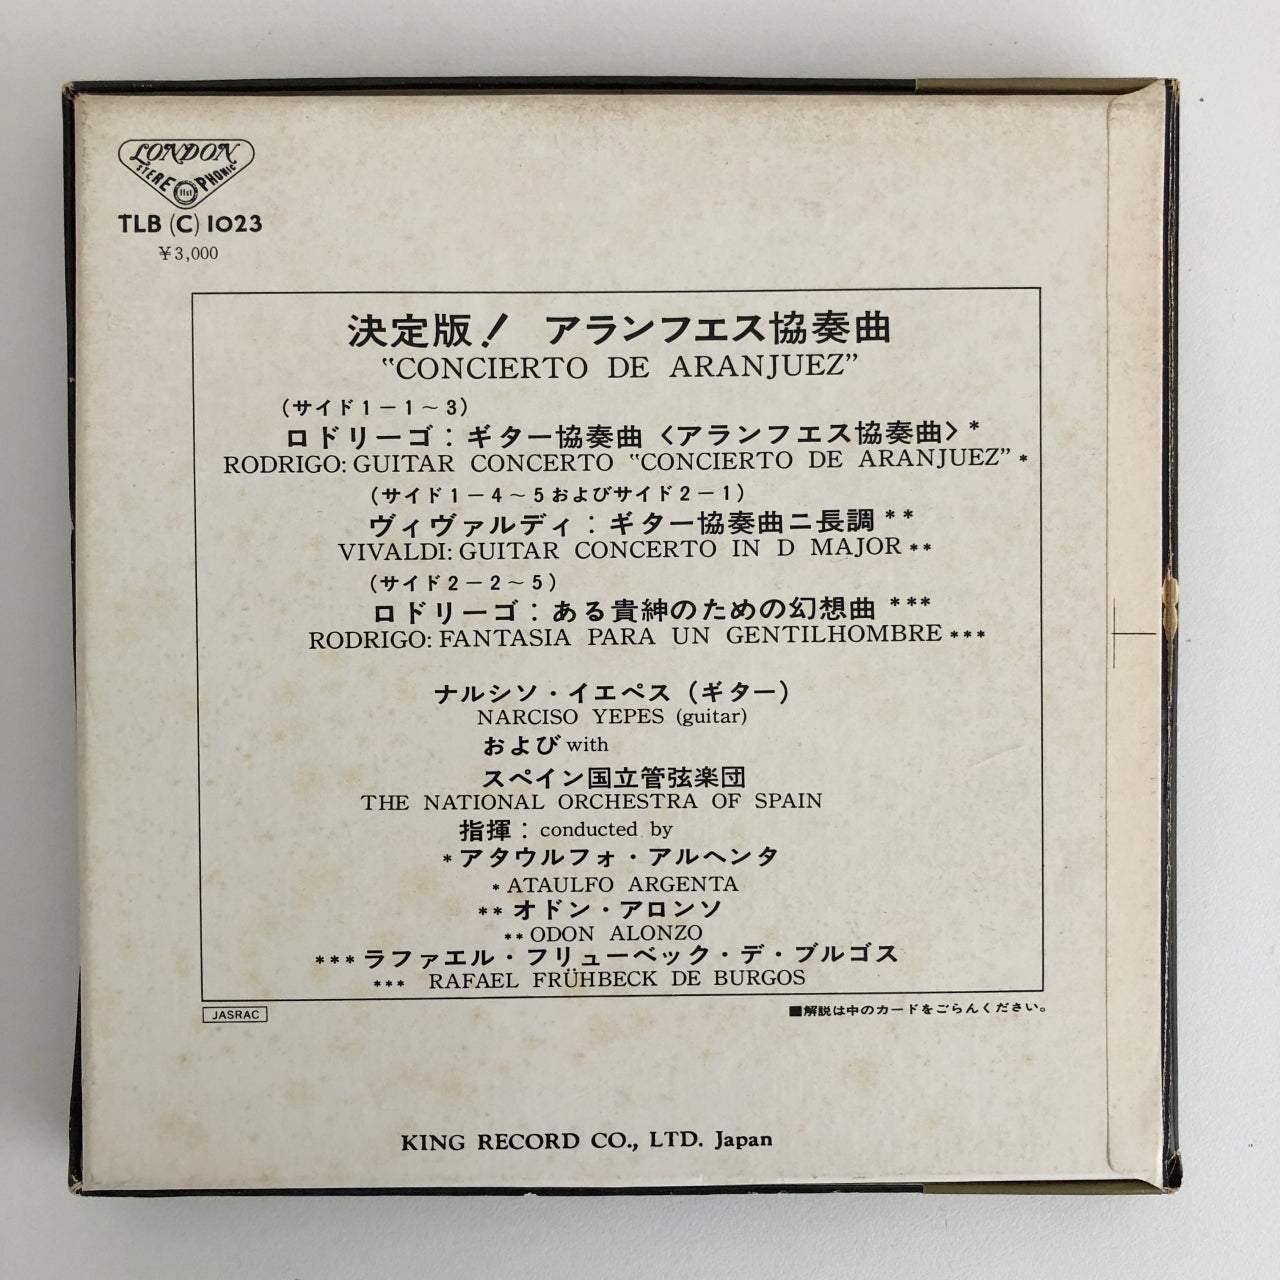 LONDON
STEREOPHONIC
ffss
TLB (C) 1023
¥3,000
決定版! アランフエス協奏曲
"CONCIERTO DE ARANJUEZ"
(サイド1－1～3)
ロドリーゴ：ギター協奏曲〈アランフエス協奏曲〉*
RODRIGO: GUITAR CONCERTO "CONCIERTO DE ARANJUEZ" *
(サイド1－4～5およびサイド2－1)
ヴィヴァルディ：ギター協奏曲ニ長調 **
VIVALDI: GUITAR CONCERTO IN D MAJOR **
(サイド2－2～5)
ロドリーゴ：ある貴紳のための幻想曲 ***
RODRIGO: FANTASIA PARA UN GENTILHOMBRE ***
ナルシソ・イエペス (ギター)
NARCISO YEPES (guitar)
および with
スペイン国立管弦楽団
THE NATIONAL ORCHESTRA OF SPAIN
指揮：conducted by
*アタウルフォ・アルヘンタ
* ATAULFO ARGENTA
** オドン・アロンソ
** ODON ALONZO
*** ラファエル・フリューベック・デ・ブルゴス
*** RAFAEL FRÜHBECK DE BURGOS
JASRAC
■解説は中のカードをごらんください。
KING RECORD CO., LTD. Japan